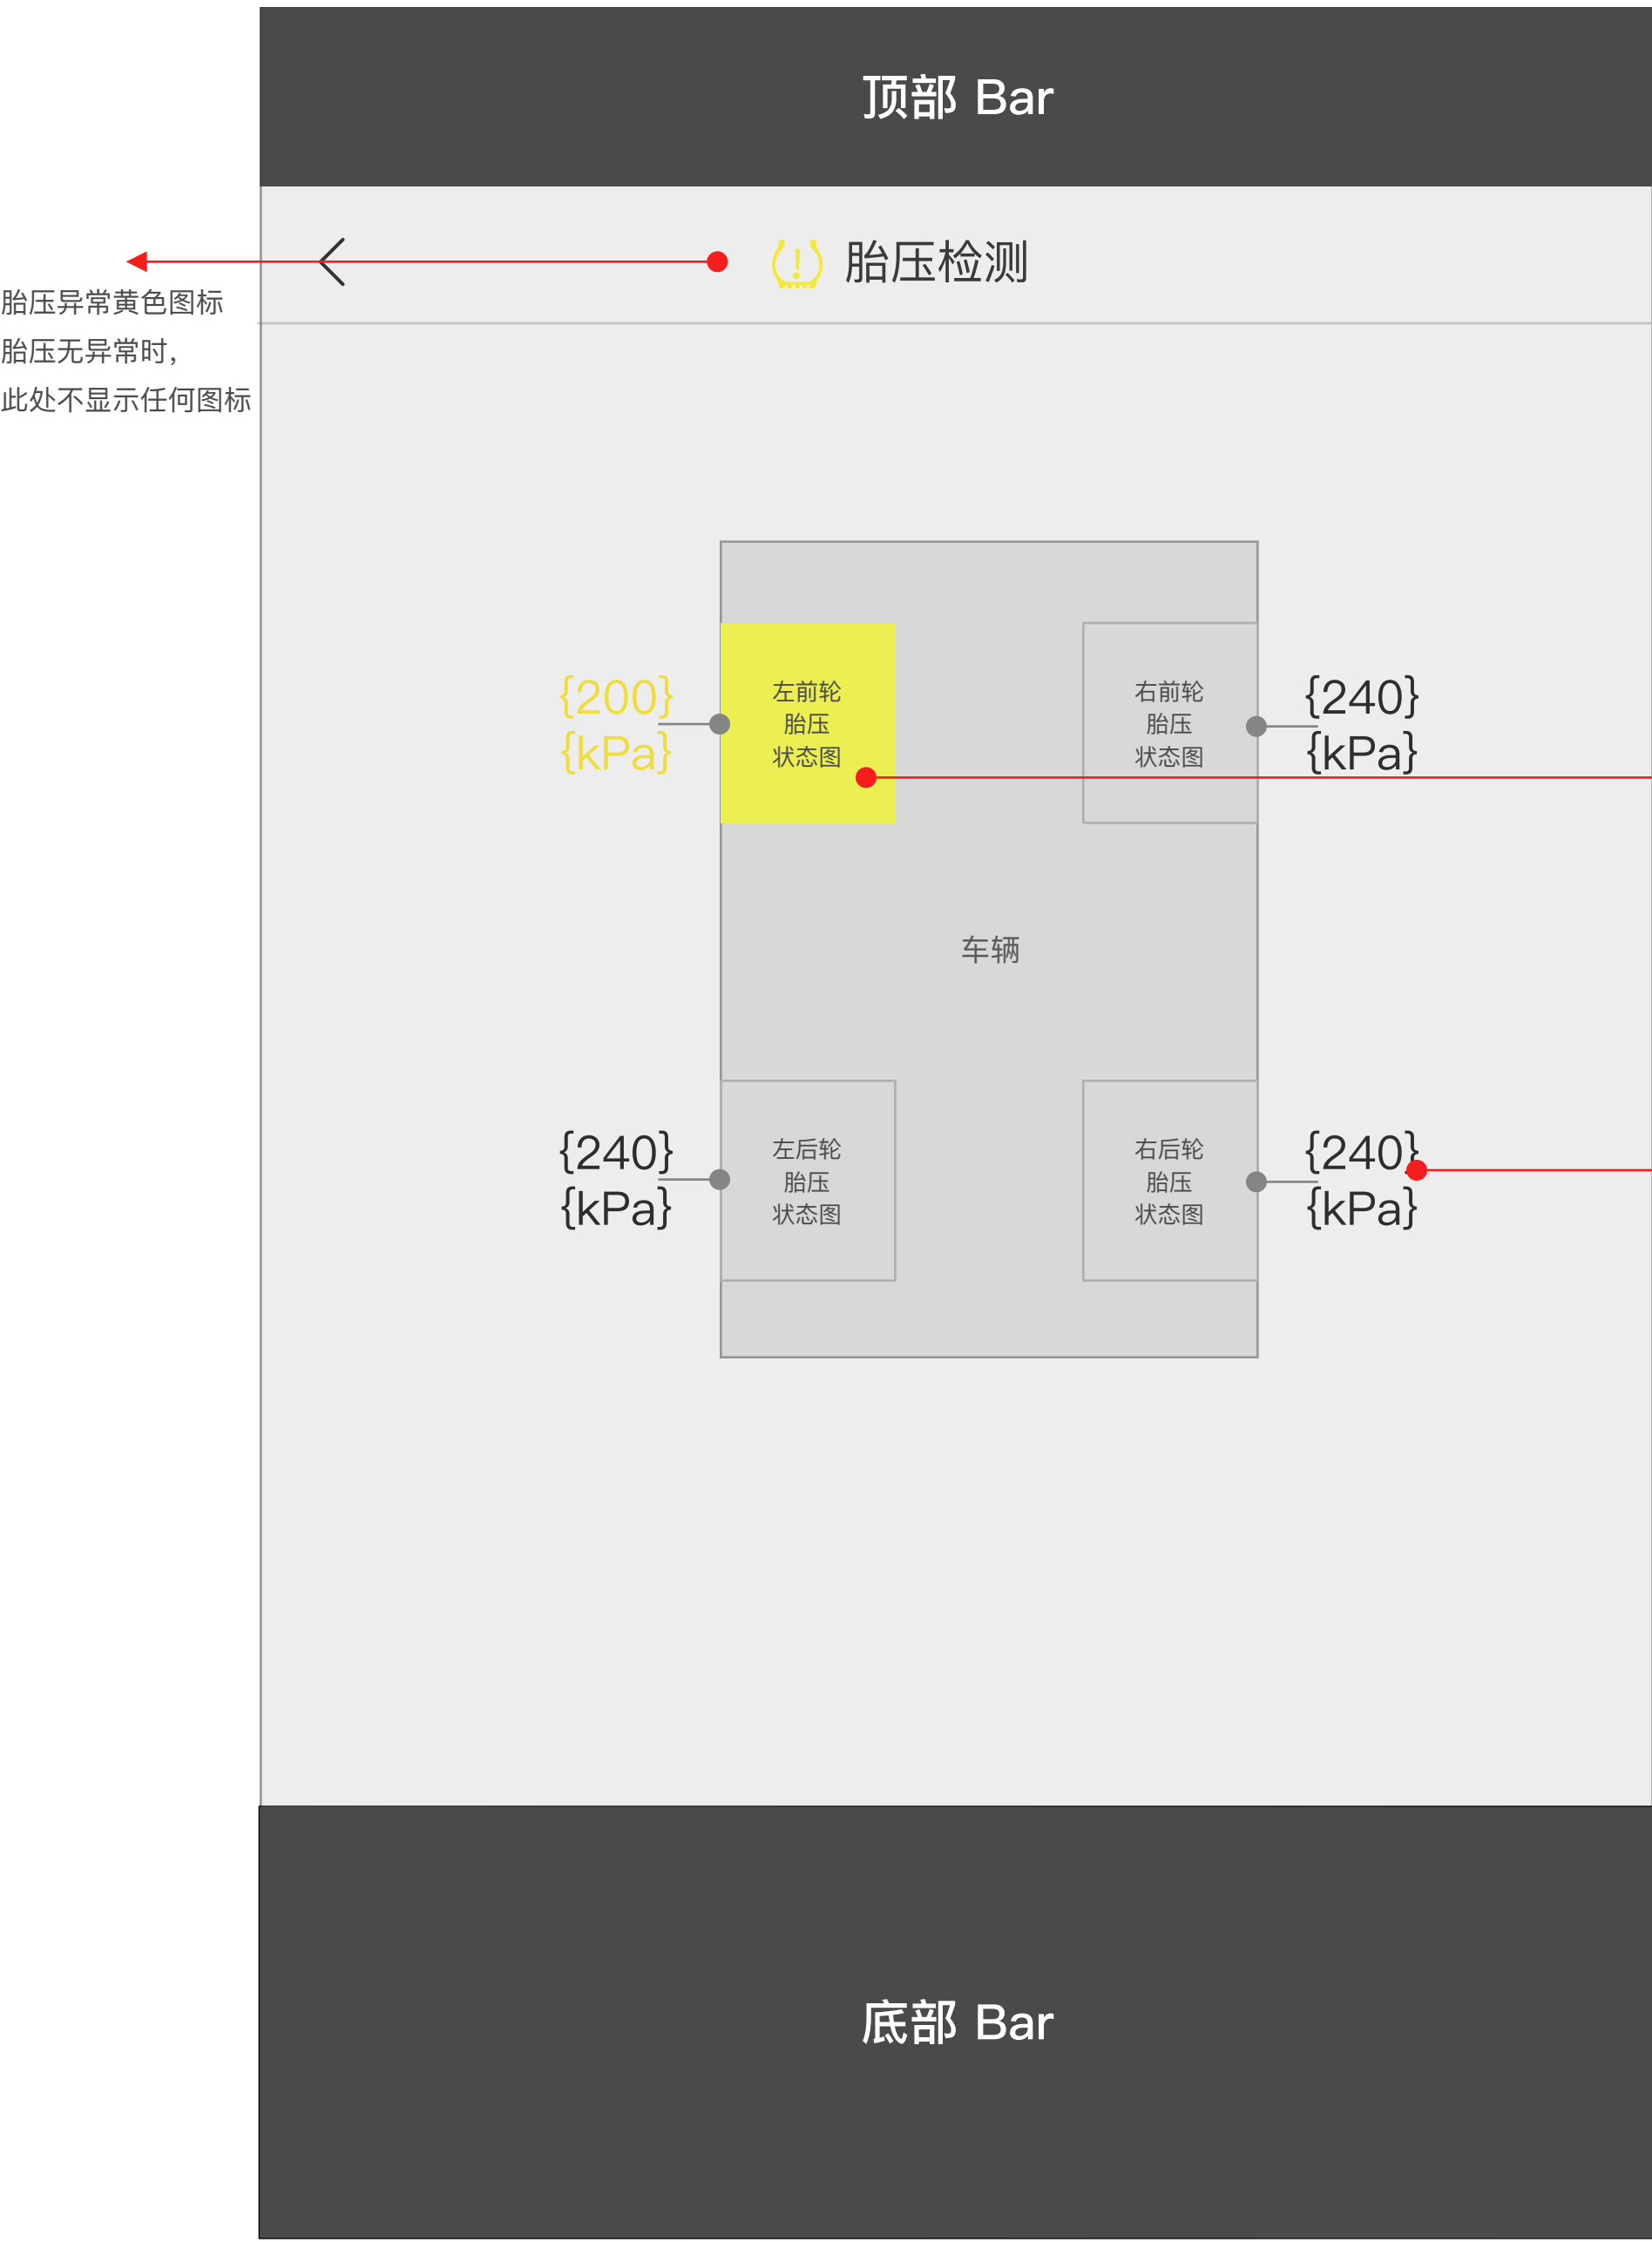 顶部 Bar
胎压检测
胎压异常黄色图标
胎压无异常时,
此处不显示任何图标
{200}
{kPa}
左前轮
胎压
状态图
右前轮
胎压
状态图
{240}
{kPa}
车辆
{240}
{kPa}
左后轮
胎压
状态图
右后轮
胎压
状态图
{240}
{kPa}
底部 Bar